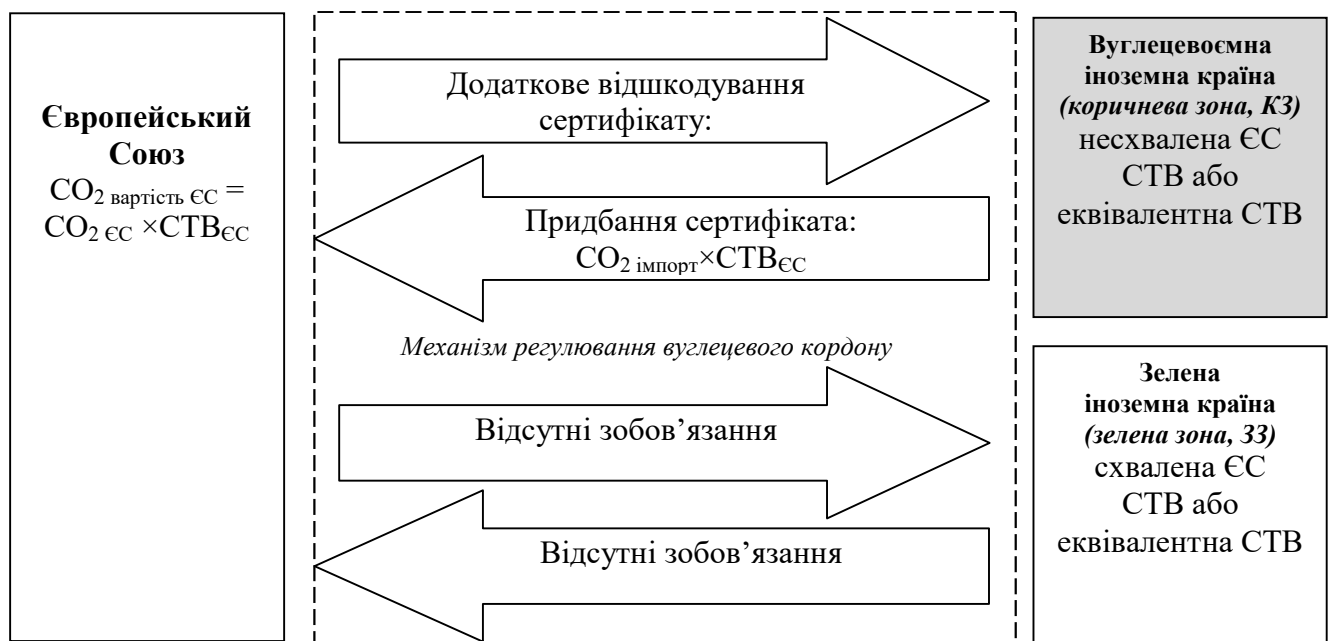 Європейський
Союз
CO₂ вартість ЄС =
CO₂ ЄС ×СТВЄС
Додаткове відшкодування
сертифікату:
Придбання сертифіката:
CO₂ імпорт×СТВЄС
Механізм регулювання вуглецевого кордону
Відсутні зобов’язання
Відсутні зобов’язання
Вуглецевоємна
іноземна країна
(коричнева зона, КЗ)
несхвалена ЄС
СТВ або
еквівалентна СТВ
Зелена
іноземна країна
(зелена зона, ЗЗ)
схвалена ЄС
СТВ або
еквівалентна СТВ